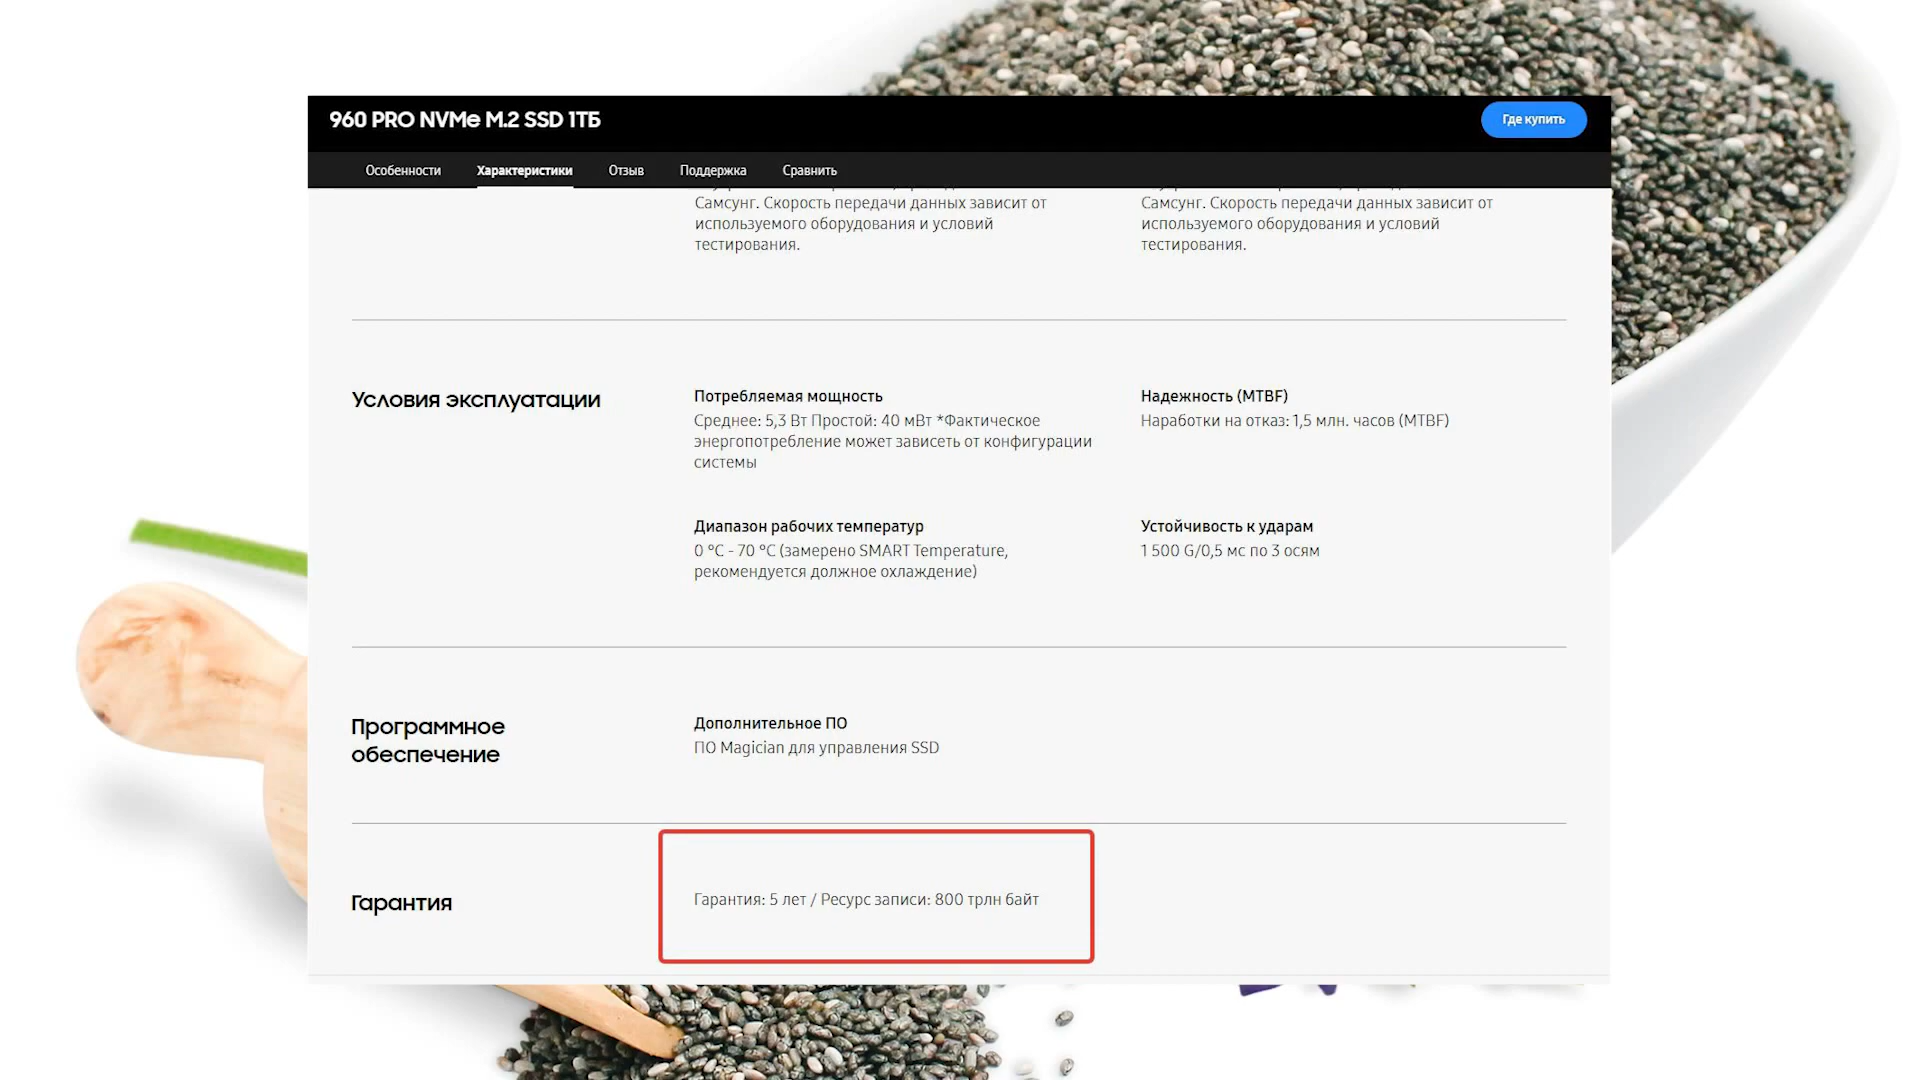 960 PRO NVMe M.2 SSD 1ТБ
Где купить
Особенности
Характеристики
Отзыв
Поддержка
Сравнить
Самсунг. Скорость передачи данных зависит от
используемого оборудования и условий
тестирования.
Самсунг. Скорость передачи данных зависит от
используемого оборудования и условий
тестирования.
Условия эксплуатации
Потребляемая мощность
Среднее: 5,3 Вт Простой: 40 мВт *Фактическое
энергопотребление может зависеть от конфигурации
системы
Надежность (MTBF)
Наработки на отказ: 1,5 млн. часов (MTBF)
Диапазон рабочих температур
0 ºC - 70 ºC (замерено SMART Temperature,
рекомендуется должное охлаждение)
Устойчивость к ударам
1 500 G/0,5 мс по 3 осям
Программное
обеспечение
Дополнительное ПО
ПО Magician для управления SSD
Гарантия
Гарантия: 5 лет / Ресурс записи: 800 трлн байт